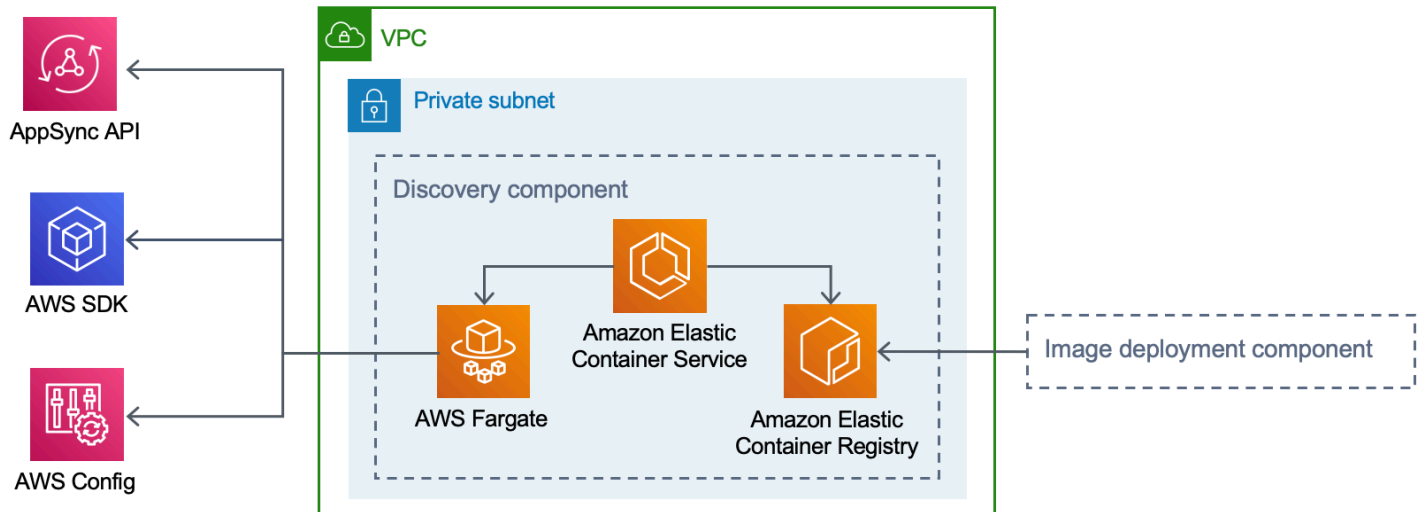 VPC
Private subnet
Discovery component
AppSync API
AWS SDK
AWS Config
Amazon Elastic
Container Service
AWS Fargate
Amazon Elastic
Container Registry
Image deployment component